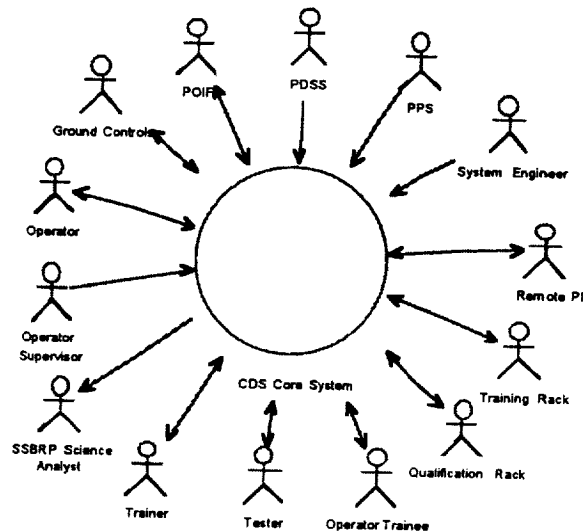 PDSS
POIF
PPS
Ground Controls
System Engineer
Operator
Remote PI
Operator
Supervisor
Training Rack
CDS Core System
SSBRP Science
Analyst
Qualification Rack
Trainer
Tester
Operator Trainee